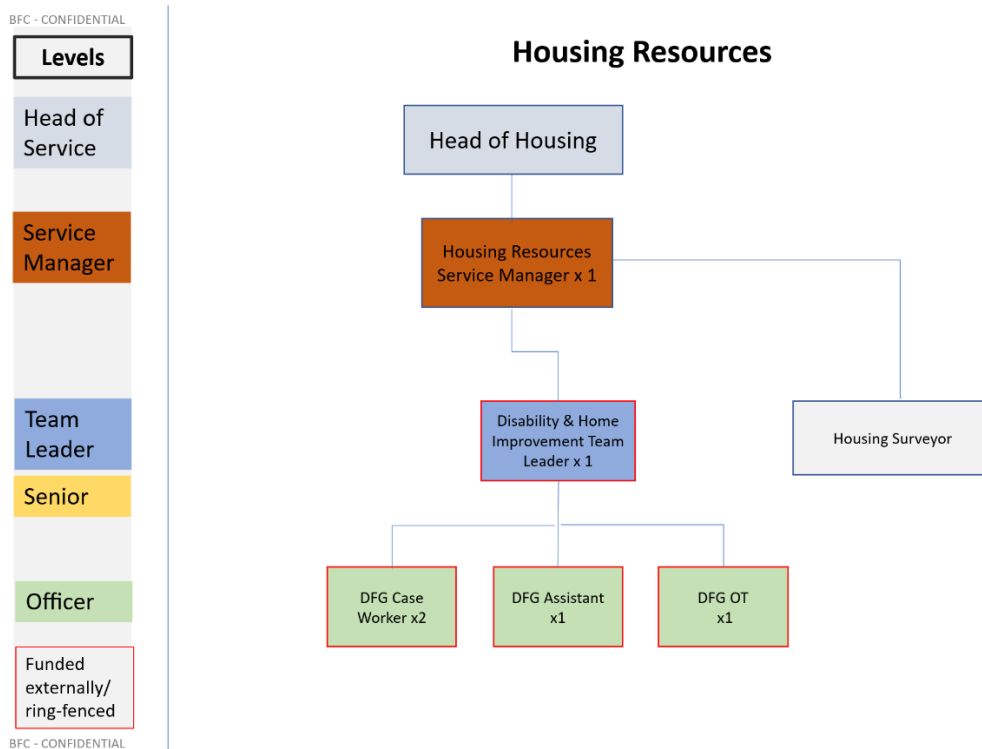 BFC - CONFIDENTIAL
Levels
Head of
Service
Service
Manager
Team
Leader
Senior
Officer
Funded
externally/
ring-fenced
BFC - CONFIDENTIAL
Housing Resources
Head of Housing
Housing Resources
Service Manager x 1
Disability & Home
Improvement Team
Leader x 1
Housing Surveyor
DFG Case
Worker x2
DFG Assistant
x1
DFG OT
x1